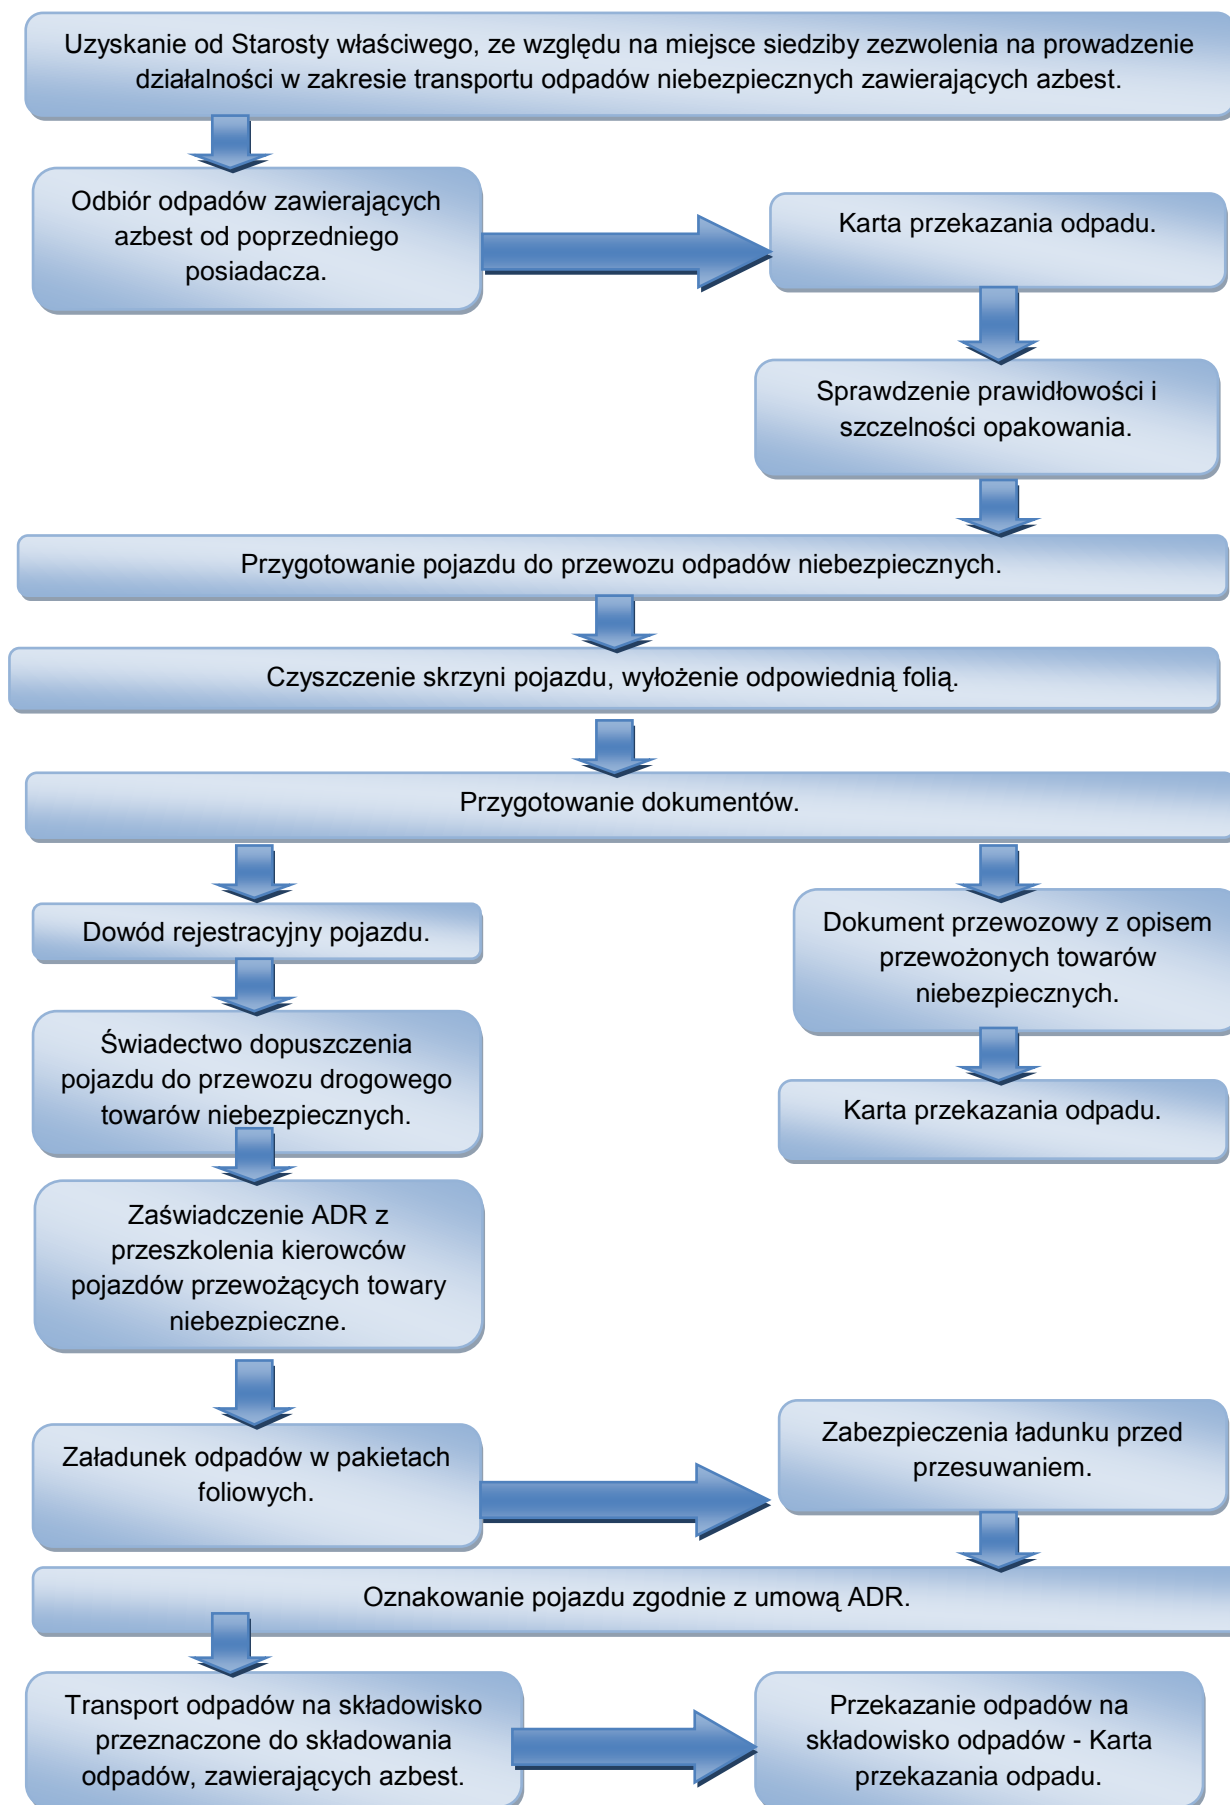 Uzyskanie od Starosty właściwego, ze względu na miejsce siedziby zezwolenia na prowadzenie
działalności w zakresie transportu odpadów niebezpiecznych zawierających azbest.
Odbiór odpadów zawierających
azbest od poprzedniego
posiadacza.
Karta przekazania odpadu.
Sprawdzenie prawidłowości i
szczelności opakowania.
Przygotowanie pojazdu do przewozu odpadów niebezpiecznych.
Czyszczenie skrzyni pojazdu, wyłożenie odpowiednią folią.
Przygotowanie dokumentów.
Dowód rejestracyjny pojazdu.
Świadectwo dopuszczenia
pojazdu do przewozu drogowego
towarów niebezpiecznych.
Zaświadczenie ADR z
przeszkolenia kierowców
pojazdów przewożących towary
niebezpieczne.
Dokument przewozowy z opisem
przewożonych towarów
niebezpiecznych.
Karta przekazania odpadu.
Załadunek odpadów w pakietach
foliowych.
Zabezpieczenia ładunku przed
przesuwaniem.
Oznakowanie pojazdu zgodnie z umową ADR.
Transport odpadów na składowisko
przeznaczone do składowania
odpadów, zawierających azbest.
Przekazanie odpadów na
składowisko odpadów - Karta
przekazania odpadu.